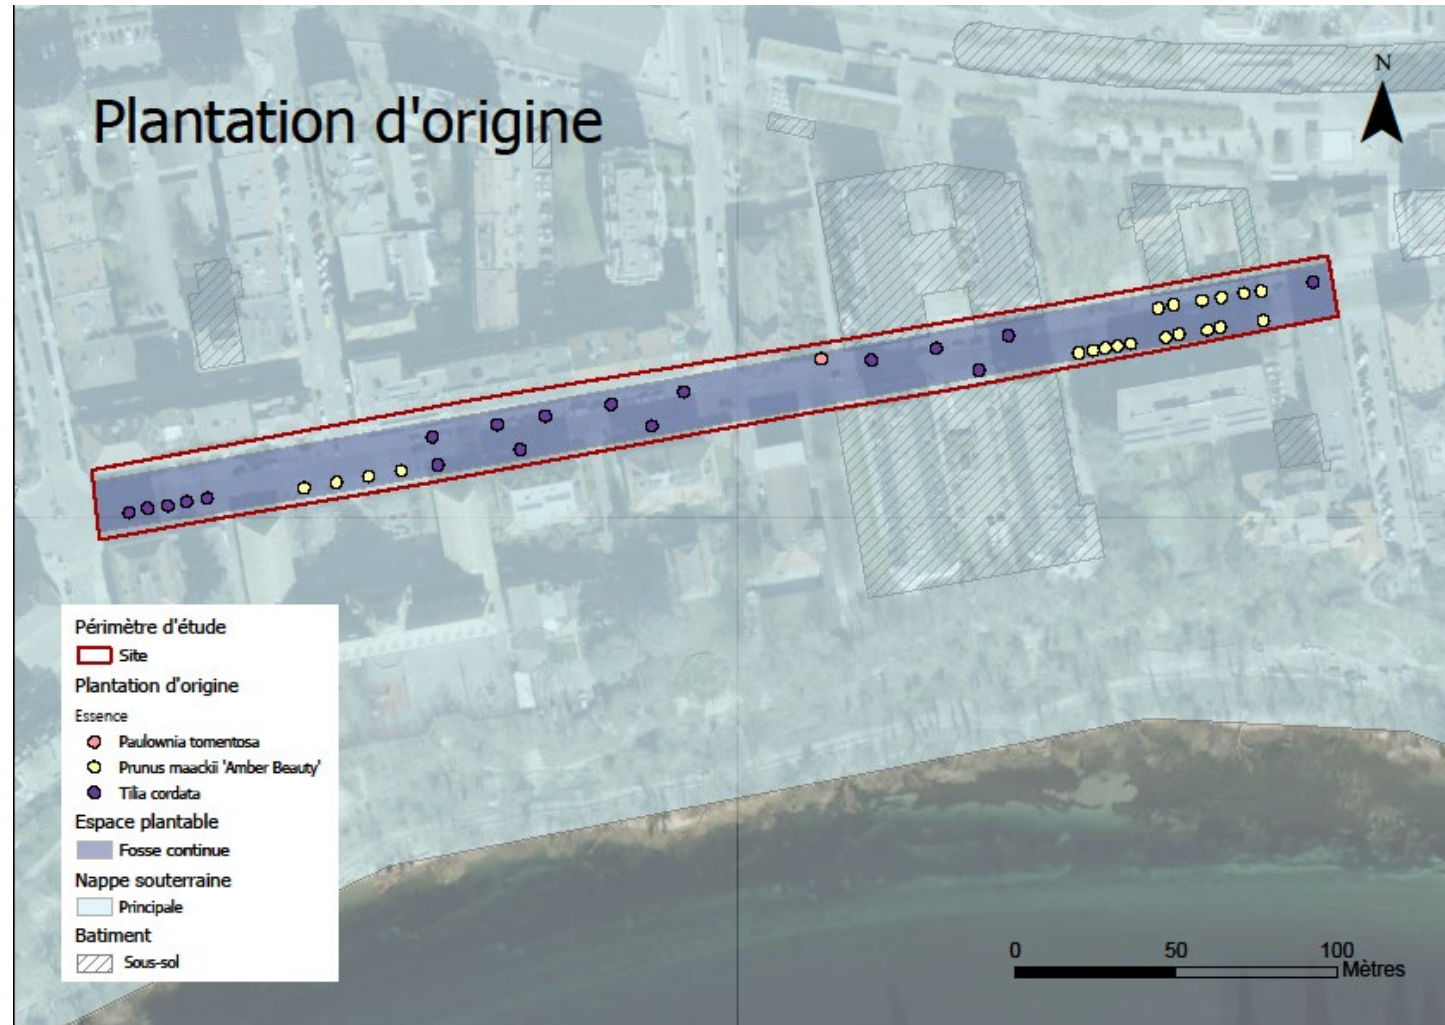 Plantation d'origine
N
Périmètre d'étude
Site
Plantation d'origine
Essence
Paulownia tomentosa
Prunus maackii 'Amber Beauty'
Tilia cordata
Espace plantable
Fosse continue
Nappe souterraine
Principale
Batiment
Sous-sol
0 50 100
Mètres